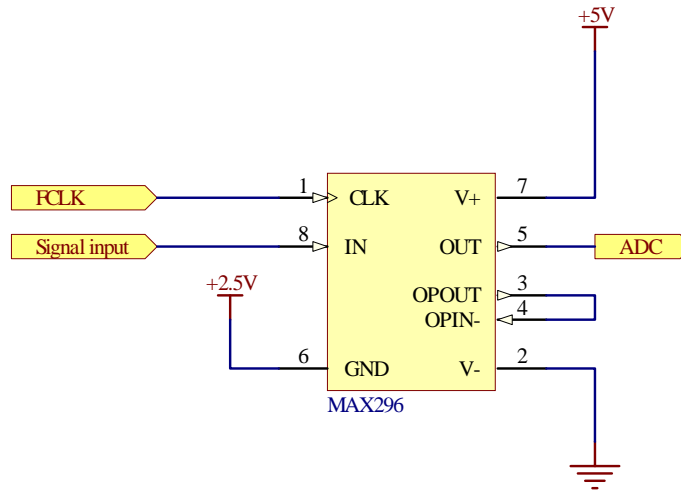 +5V
FCLK
1
CLK
V+
7
Signal input
8
IN
OUT
5
ADC
+2.5V
OPOUT
3
OPIN-
4
6
GND
V-
2
MAX296